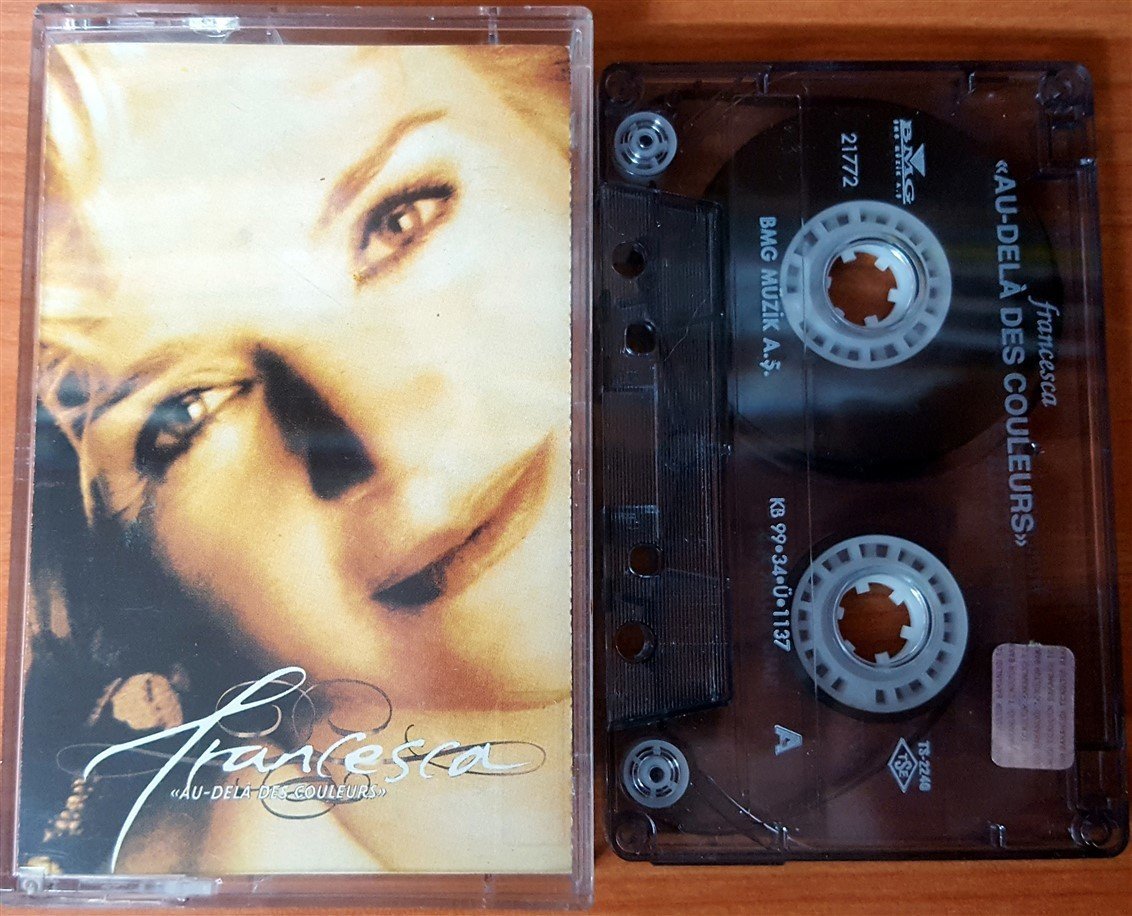 francesca
«AU-DELÀ DES COULEURS»
francesca
«AU-DELÀ DES COULEURS»
BMG
21772
BMG MÜZİK A.Ş.
KB 99•34•Ü•1137
A
TS-2246
TSE